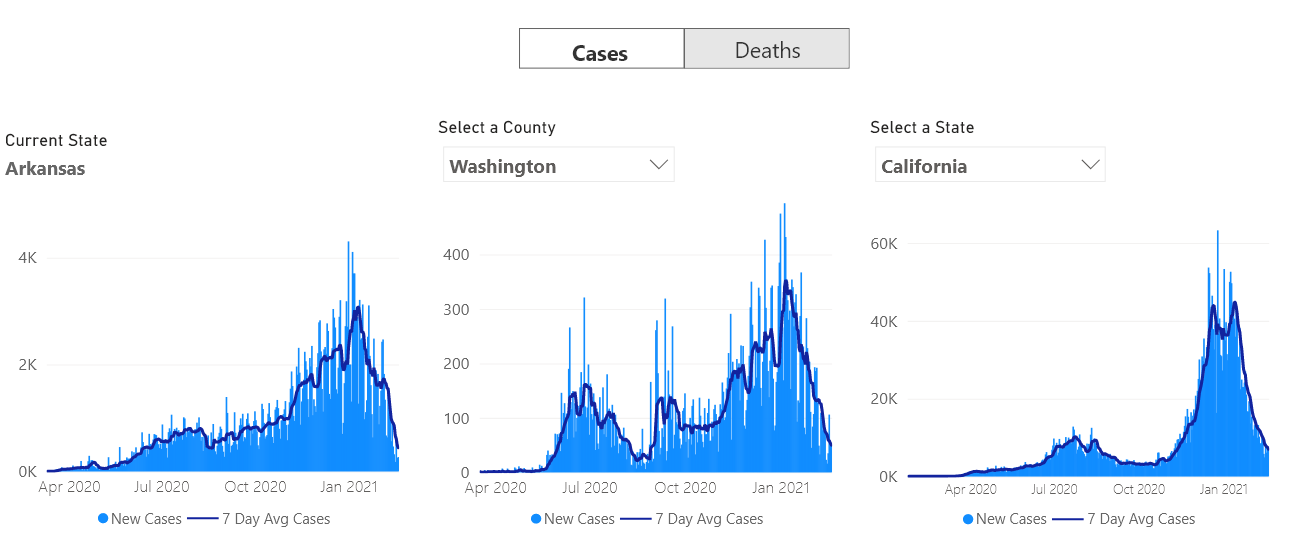 Cases Deaths
Current State
Arkansas
4K
2K
0K
Apr 2020 Jul 2020 Oct 2020 Jan 2021
New Cases 7 Day Avg Cases
Select a County
Washington
400
300
200
100
0
Apr 2020 Jul 2020 Oct 2020 Jan 2021
New Cases 7 Day Avg Cases
Select a State
California
60K
40K
20K
0K
Apr 2020 Jul 2020 Oct 2020 Jan 2021
New Cases 7 Day Avg Cases